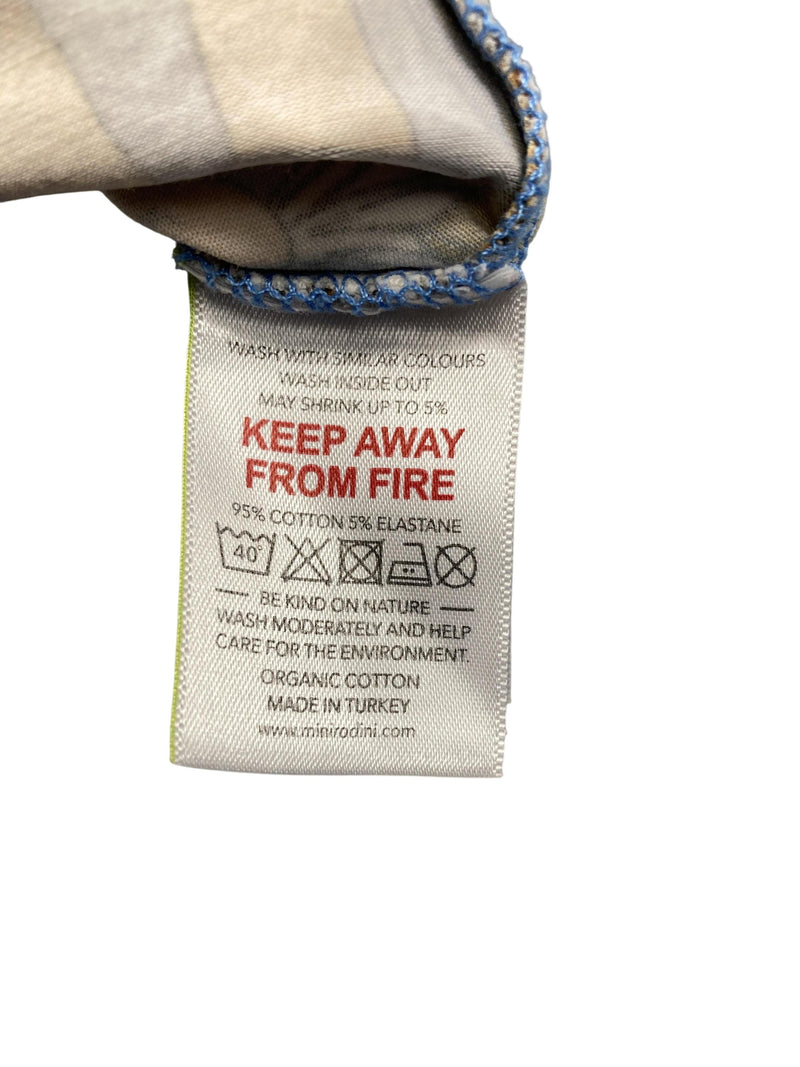 WASH WITH SIMILAR COLOURS
WASH INSIDE OUT
MAY SHRINK UP TO 5%
KEEP AWAY
FROM FIRE
95% COTTON 5% ELASTANE
40°
BE KIND ON NATURE
WASH MODERATELY AND HELP
CARE FOR THE ENVIRONMENT.
ORGANIC COTTON
MADE IN TURKEY
www.minirodini.com